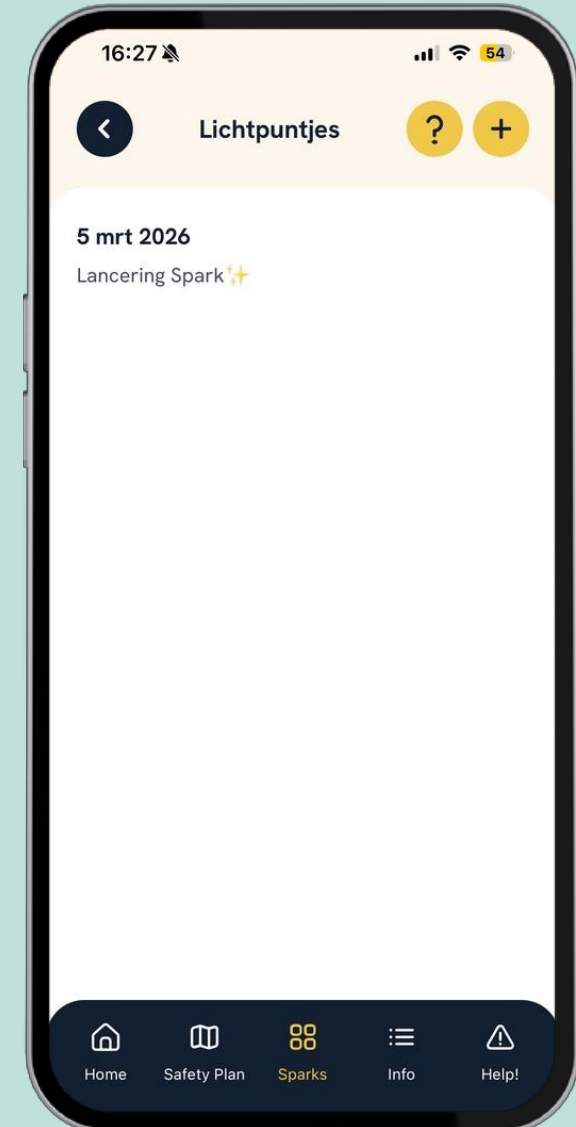 16:27
54
Lichtpuntjes
? +
5 mrt 2026
Lancering Spark✨
Home Safety Plan Sparks Info Help!